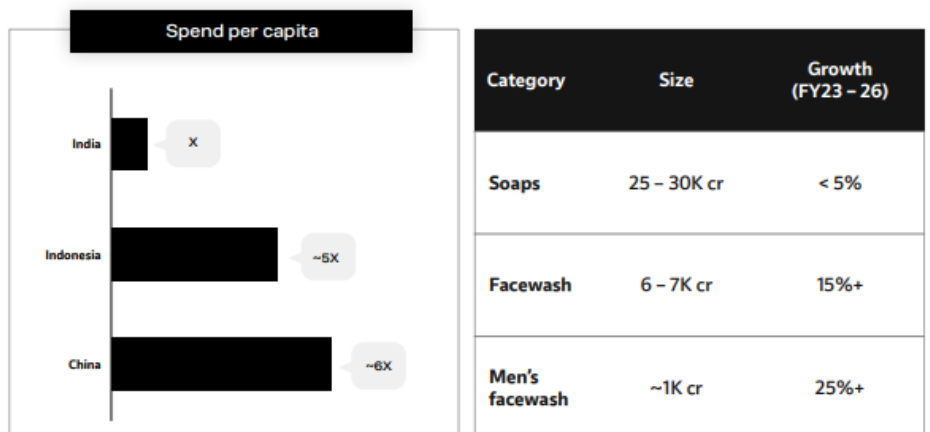 Spend per capita
India
X
Indonesia
~5X
China
~6X
Category Size Growth
(FY23 – 26)
Soaps 25 – 30K cr < 5%
Facewash 6 – 7K cr 15%+
Men's
facewash ~1K cr 25%+